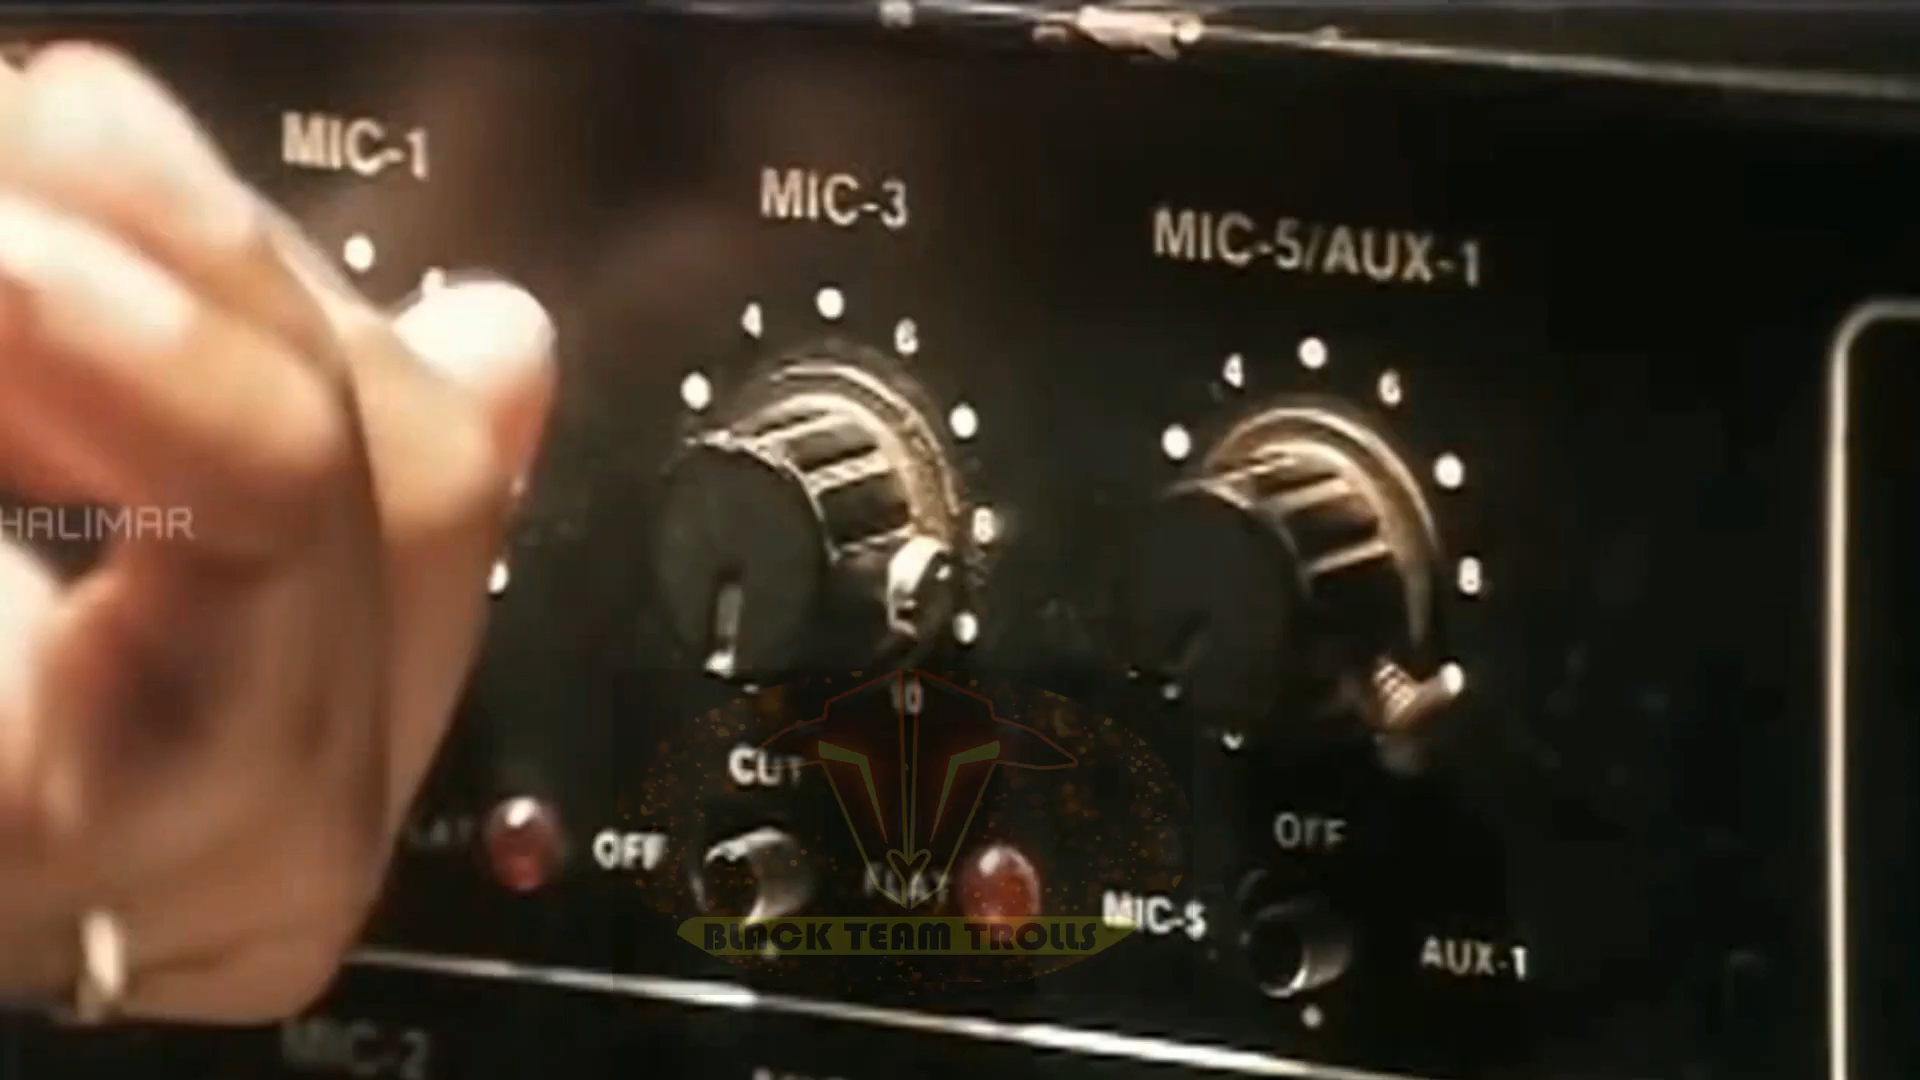 MIC-1
MIC-3
MIC-5/AUX-1
4
6
4
6
8
8
HALIMAR
10
CUT
OFF
OFF
FLAT
MIC-5
AUX-1
BLACK TEAM TROLLS
MIC-2